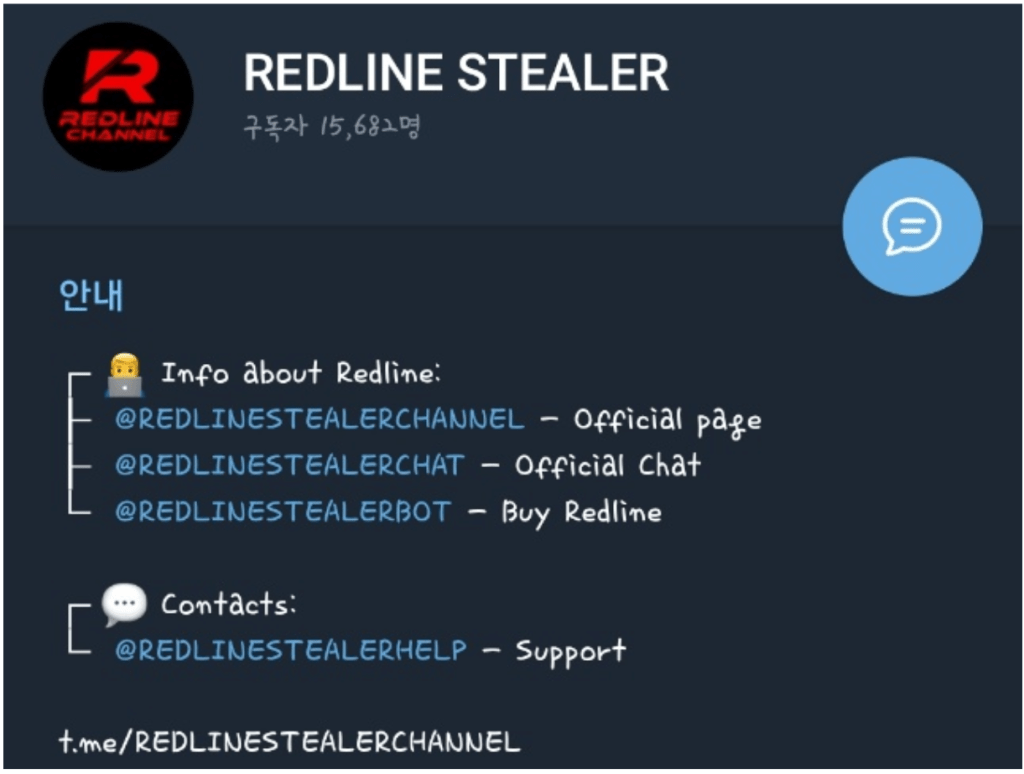 REDLINE
CHANNEL
REDLINE STEALER
구독자 15,682명
안내
Info about Redline:
@REDLINESTEALERCHANNEL - Official page
@REDLINESTEALERCHAT - Official Chat
@REDLINESTEALERBOT - Buy Redline
Contacts:
@REDLINESTEALERHELP - Support
t.me/REDLINESTEALERCHANNEL